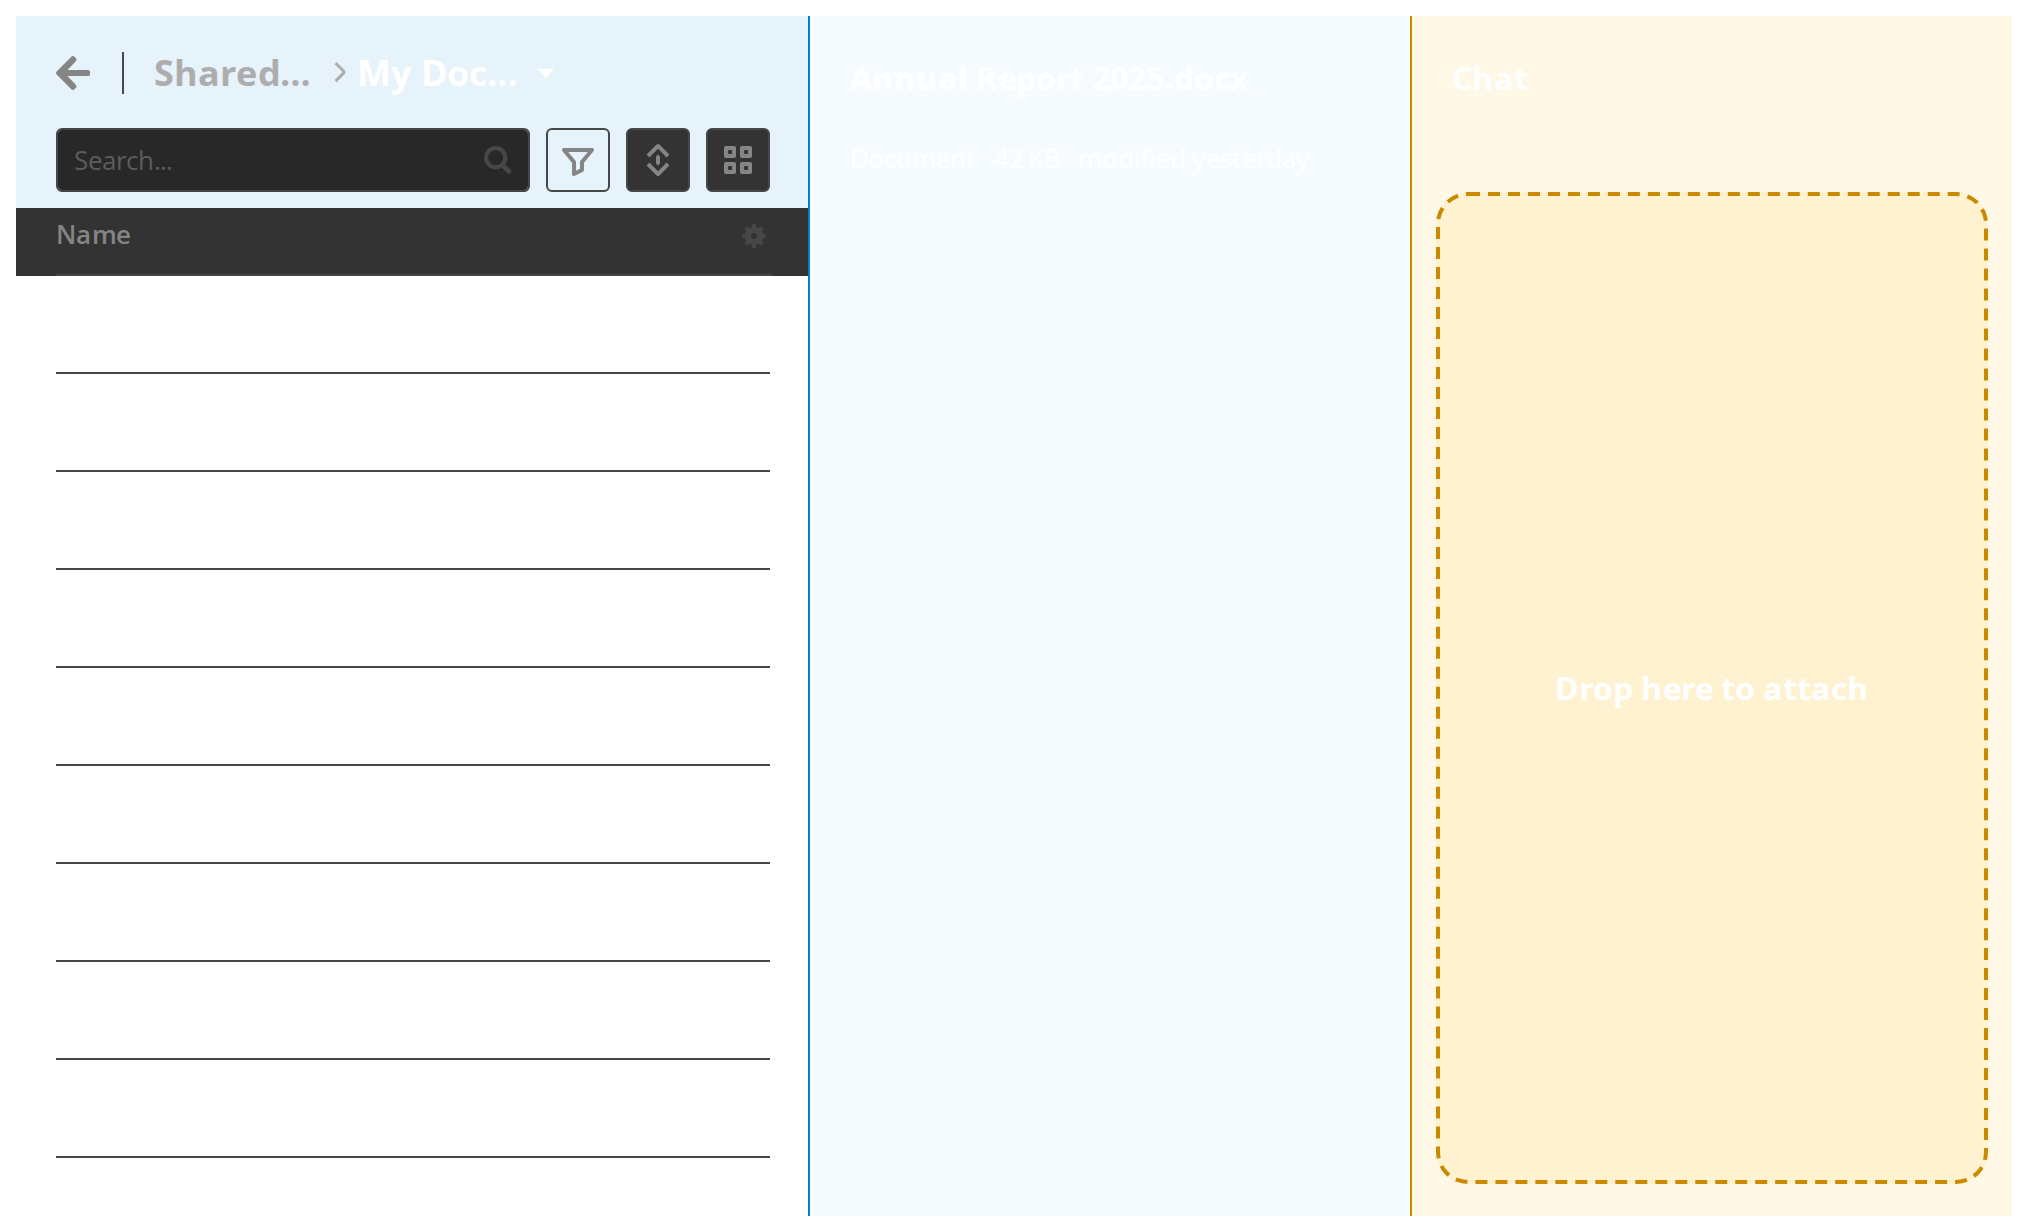 Shared... > My Doc...
Search...
Name
Annual Report 2025.docx
Document · 42 KB · modified yesterday
Chat
Drop here to attach